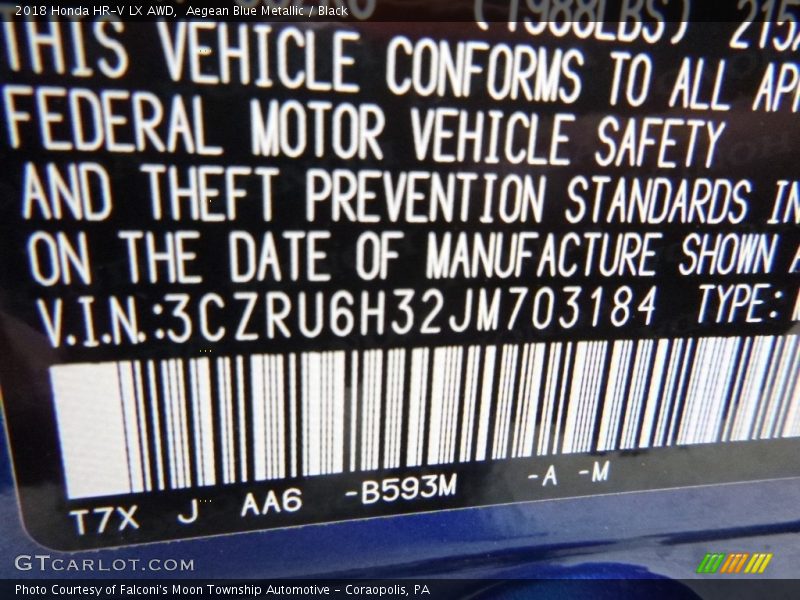 2018 Honda HR-V LX AWD, Aegean Blue Metallic / Black
(1988LBS)
THIS VEHICLE CONFORMS TO ALL
FEDERAL MOTOR VEHICLE SAFETY
AND THEFT PREVENTION STANDARDS
ON THE DATE OF MANUFACTURE SHOWN
V.I.N.:3CZRU6H32JM703184 TYPE:
T7X J AA6 -B593M -A -M
GTCARLOT.COM
Photo Courtesy of Falconi's Moon Township Automotive - Coraopolis, PA